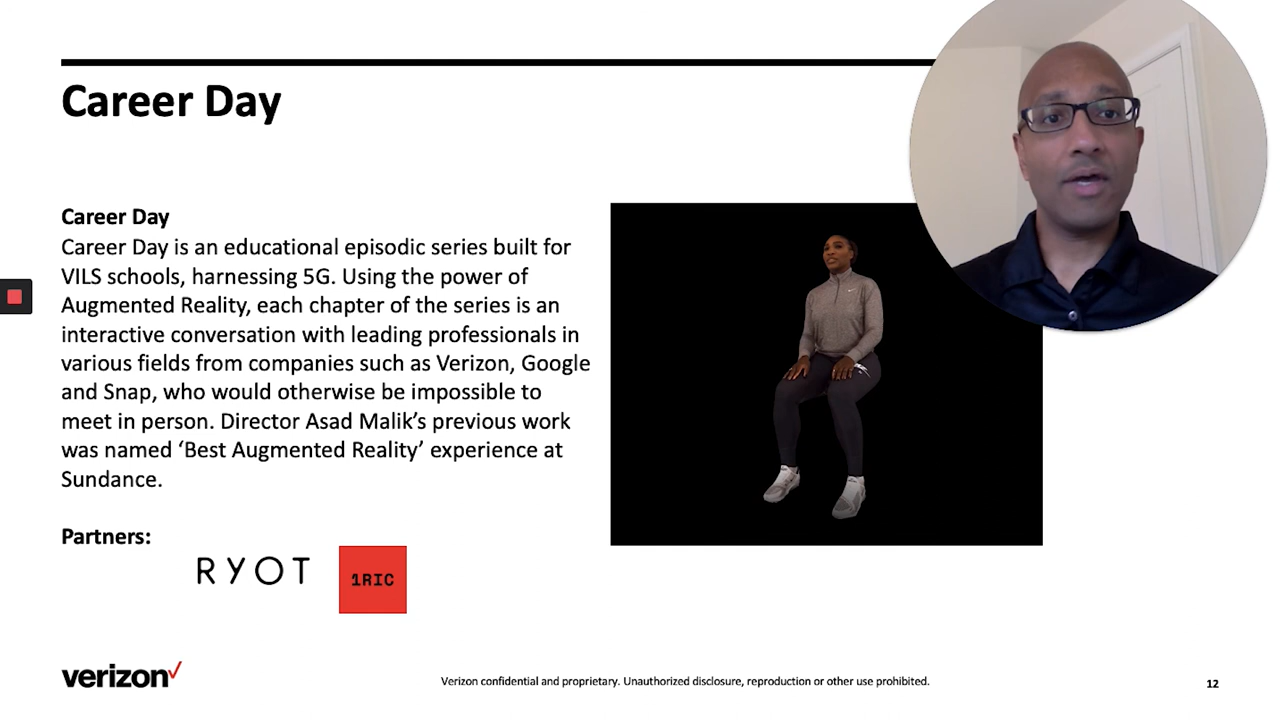 Career Day
Career Day
Career Day is an educational episodic series built for
VILS schools, harnessing 5G. Using the power of
Augmented Reality, each chapter of the series is an
interactive conversation with leading professionals in
various fields from companies such as Verizon, Google
and Snap, who would otherwise be impossible to
meet in person. Director Asad Malik’s previous work
was named ‘Best Augmented Reality’ experience at
Sundance.
Partners:
RYOT
1RIC
verizon
Verizon confidential and proprietary. Unauthorized disclosure, reproduction or other use prohibited.
12